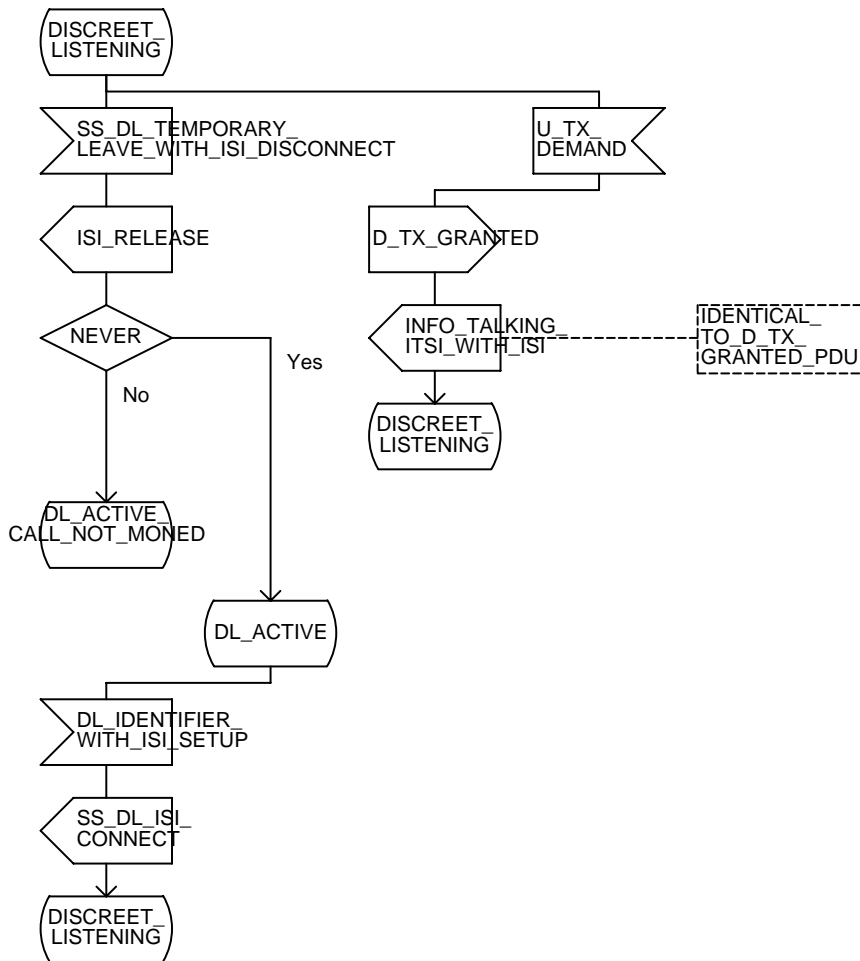 DISCREET_
LISTENING
SS_DL_TEMPORARY_
LEAVE_WITH_ISI_DISCONNECT
U_TX_
DEMAND
ISI_RELEASE
D_TX_GRANTED
NEVER
INFO_TALKING_
ITSI_WITH_ISI
IDENTICAL_
TO_D_TX_
GRANTED_PDU
Yes
No
DISCREET_
LISTENING
DL_ACTIVE_
CALL_NOT_MONED
DL_ACTIVE
DL_IDENTIFIER_
WITH_ISI_SETUP
SS_DL_ISI_
CONNECT
DISCREET_
LISTENING